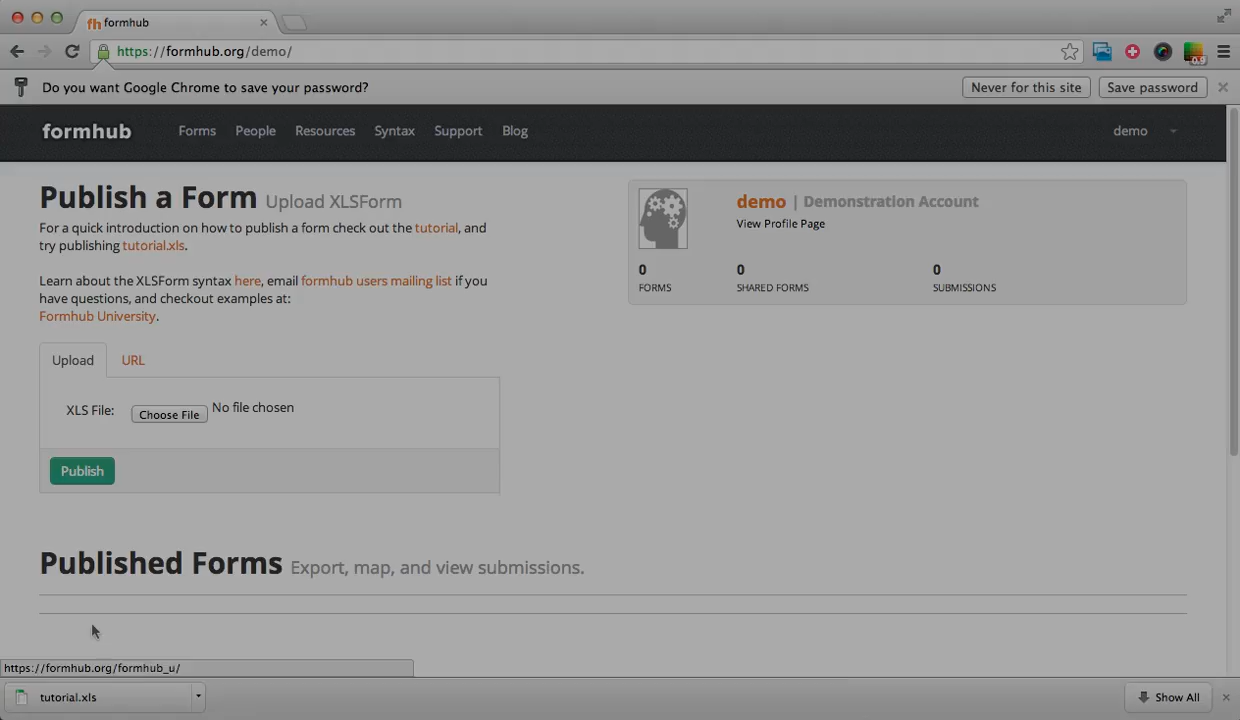 fh formhub
https://formhub.org/demo/
0.9
Do you want Google Chrome to save your password?
Never for this site
Save password
formhub
Forms
People
Resources
Syntax
Support
Blog
demo
Publish a Form Upload XLSForm
For a quick introduction on how to publish a form check out the tutorial, and
try publishing tutorial.xls.
Learn about the XLSForm syntax here, email formhub users mailing list if you
have questions, and checkout examples at:
Formhub University.
demo | Demonstration Account
View Profile Page
0 0 0
FORMS SHARED FORMS SUBMISSIONS
Upload URL
XLS File: Choose File No file chosen
Publish
Published Forms Export, map, and view submissions.
https://formhub.org/formhub_u/
tutorial.xls
Show All